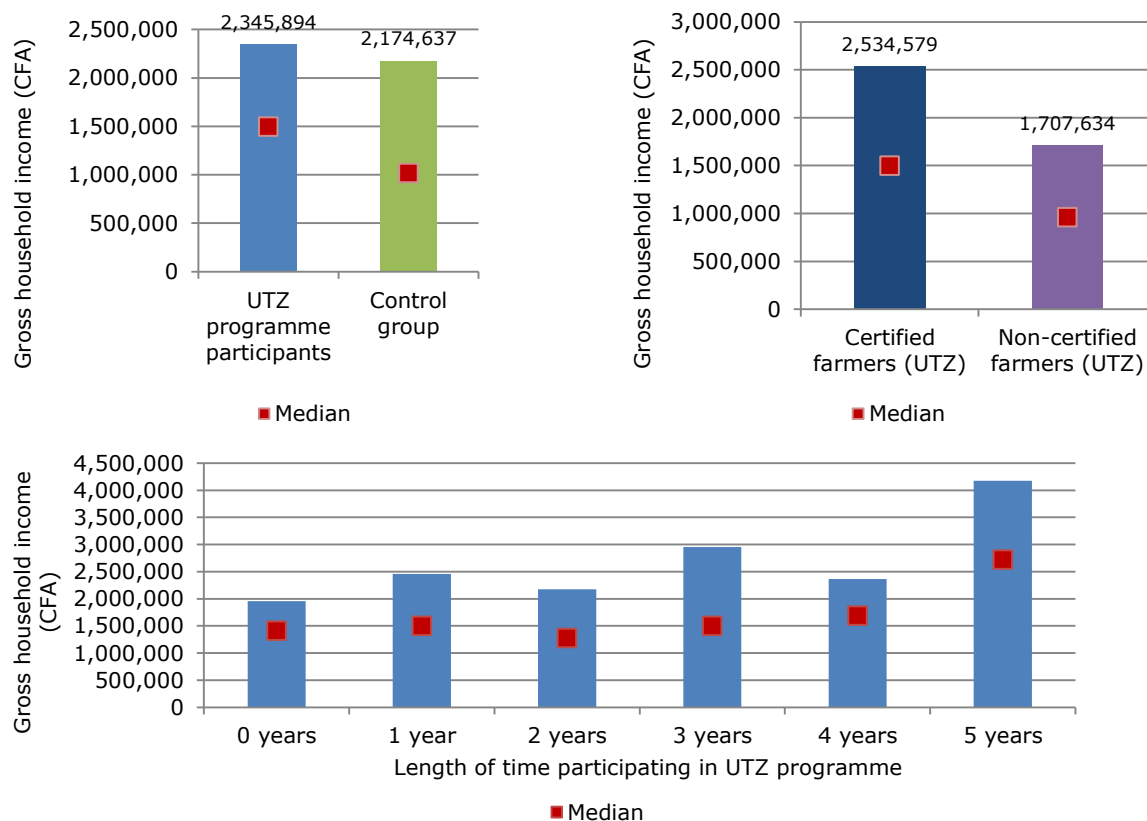 Gross household income (CFA)
2,500,000
2,000,000
1,500,000
1,000,000
500,000
0
2,345,894
2,174,637
UTZ
programme
participants
Control
group
Median
Gross household income (CFA)
3,000,000
2,500,000
2,000,000
1,500,000
1,000,000
500,000
0
2,534,579
1,707,634
Certified
farmers (UTZ)
Non-certified
farmers (UTZ)
Median
Gross household income
(CFA)
4,500,000
4,000,000
3,500,000
3,000,000
2,500,000
2,000,000
1,500,000
1,000,000
500,000
0
0 years
1 year
2 years
3 years
4 years
5 years
Length of time participating in UTZ programme
Median